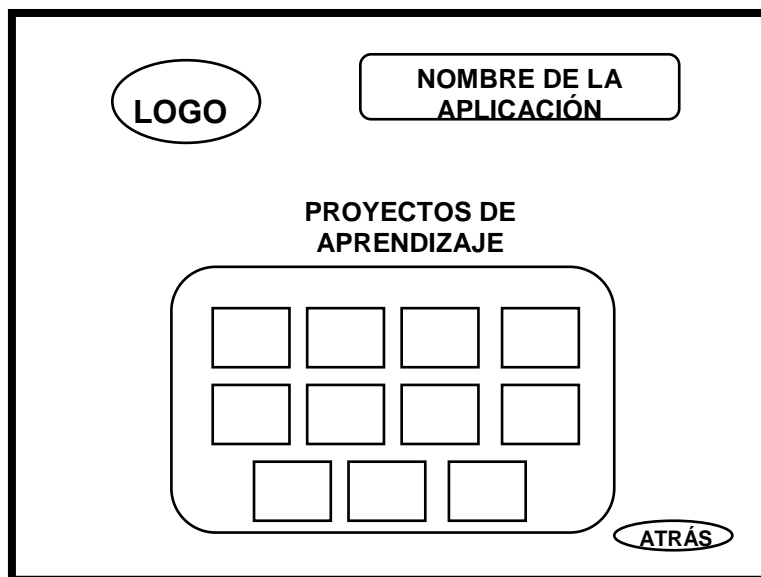 LOGO
NOMBRE DE LA
APLICACIÓN
PROYECTOS DE
APRENDIZAJE
ATRÁS